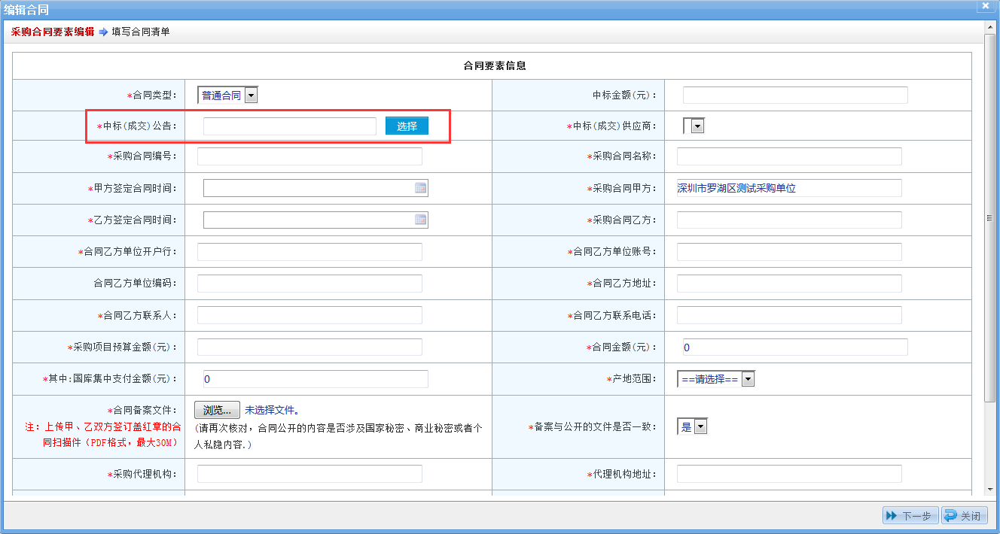 编辑合同
采购合同要素编辑 填写合同清单
合同要素信息
*合同类型： 普通合同 中标金额(元)：
*中标(成交)公告： 选择 *中标(成交)供应商：
*采购合同编号： *采购合同名称：
*甲方签定合同时间： *采购合同甲方： 深圳市罗湖区测试采购单位
*乙方签定合同时间： *采购合同乙方：
*合同乙方单位开户行： *合同乙方单位账号：
合同乙方单位编码： *合同乙方地址：
*合同乙方联系人： *合同乙方联系电话：
*采购项目预算金额(元)： *合同金额(元)： 0
*其中:国库集中支付金额(元)： 0 *产地范围： ==请选择==
*合同备案文件：
注：上传甲、乙双方签订盖红章的合
同扫描件（PDF格式，最大30M）
浏览... 未选择文件。
(请再次核对，合同公开的内容是否涉及国家秘密、商业秘密或者个
人私隐内容.)
*备案与公开的文件是否一致： 是
*采购代理机构： *代理机构地址：
下一步 关闭